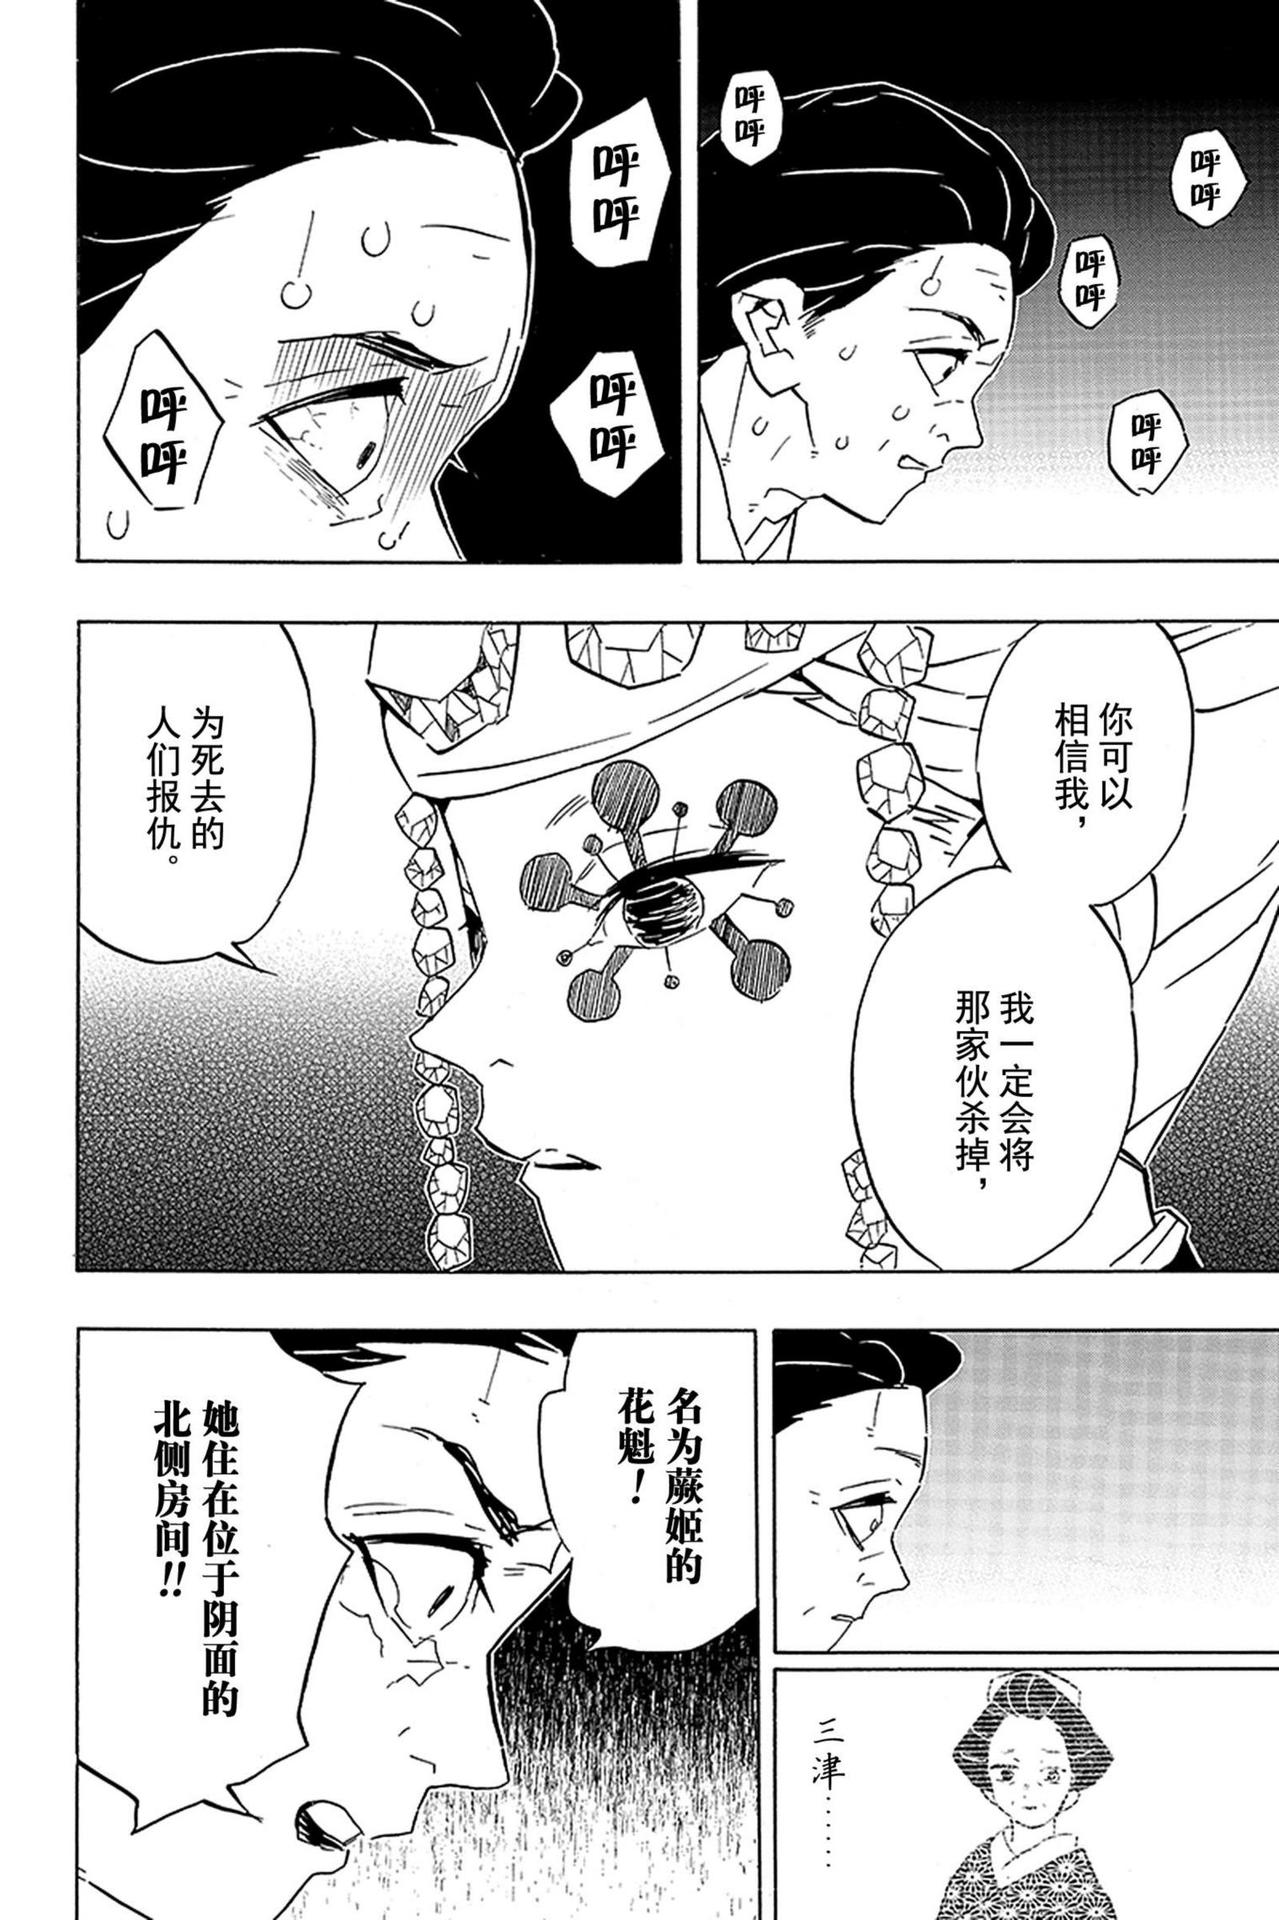 呼
呼
呼
呼
呼
呼
呼
呼
呼
呼
呼
呼
呼
呼
你可以
相信我，
我一定会将
那家伙杀掉，
为死去的
人们报仇。
三津……
名为蕨姬的
花魁！
她住在位于阴面的
北侧房间！！